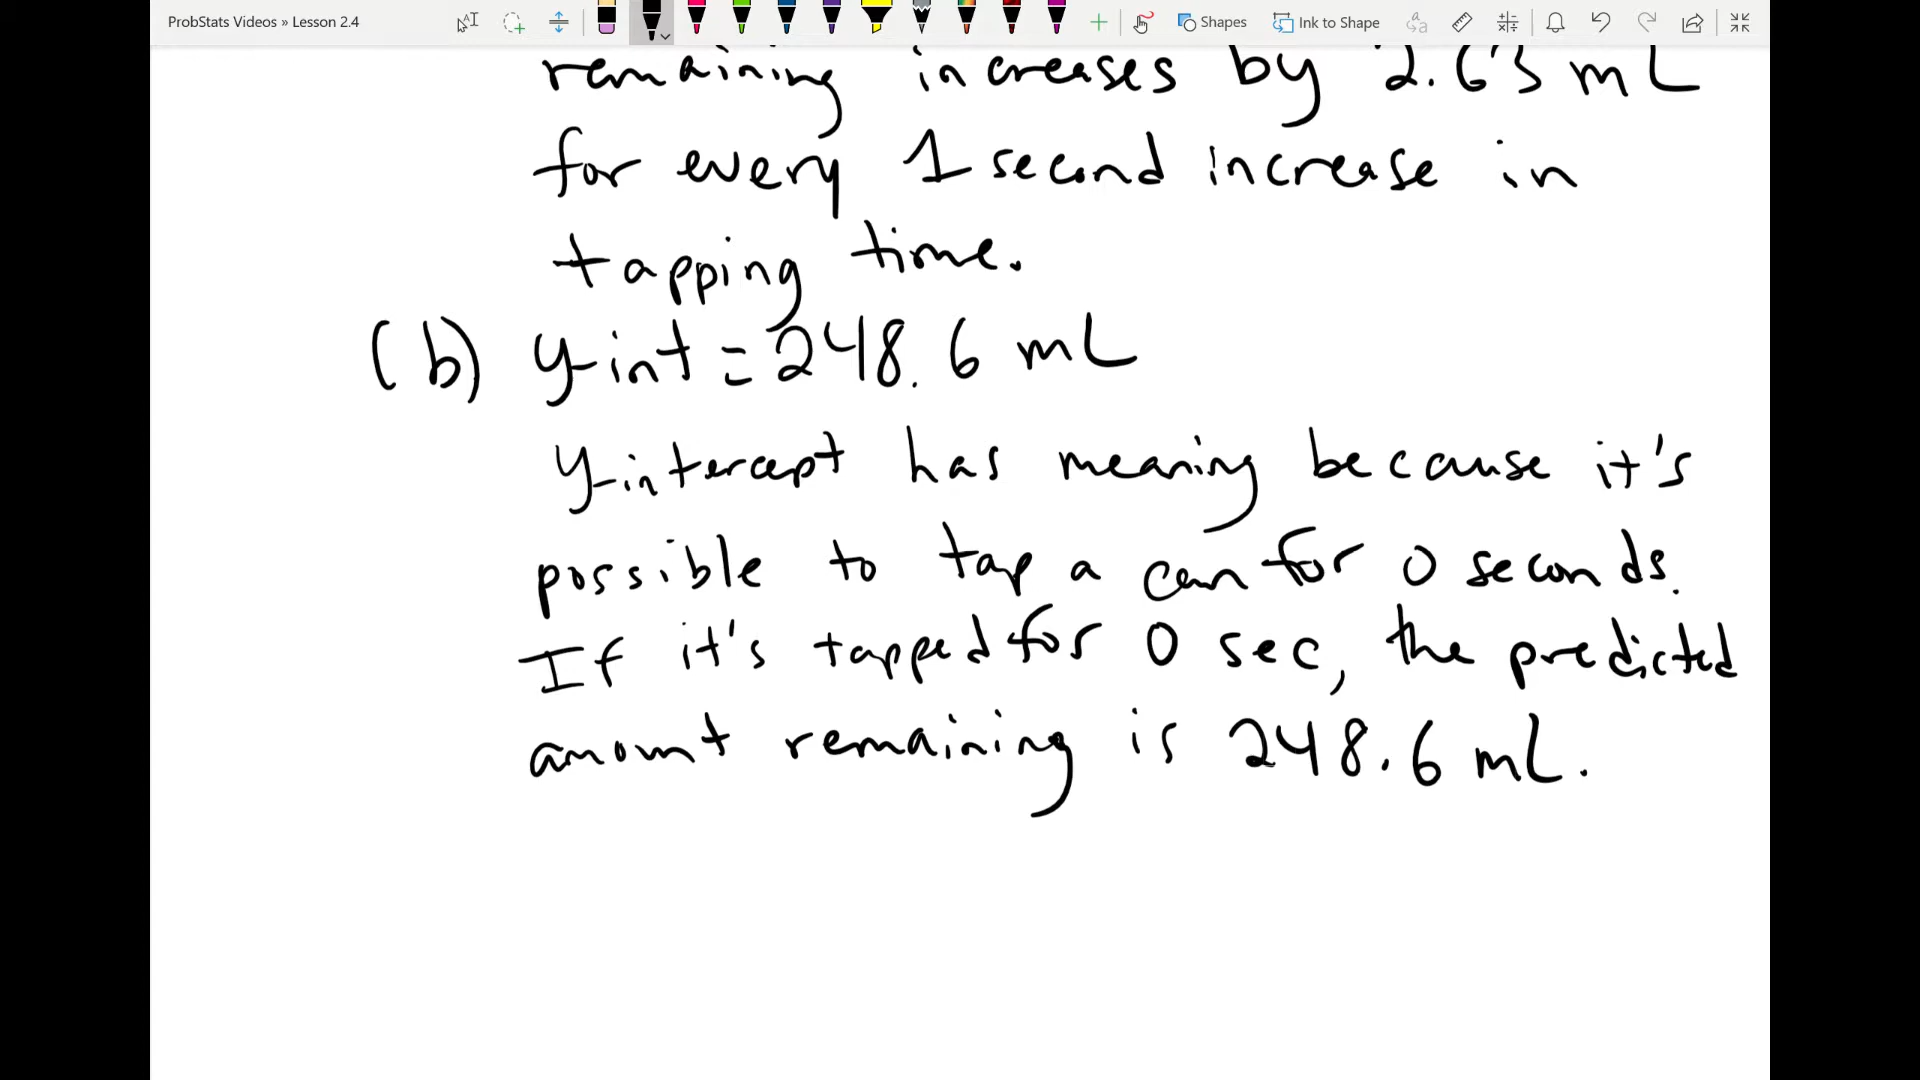 ProbStats Videos » Lesson 2.4
Shapes
Ink to Shape
remaining increases by 2.63 mL
for every 1 second increase in
tapping time.
(b) y-int = 248.6 mL
y-intercept has meaning because it's
possible to tap a can for 0 seconds.
If it's tapped for 0 sec, the predicted
amount remaining is 248.6 mL.